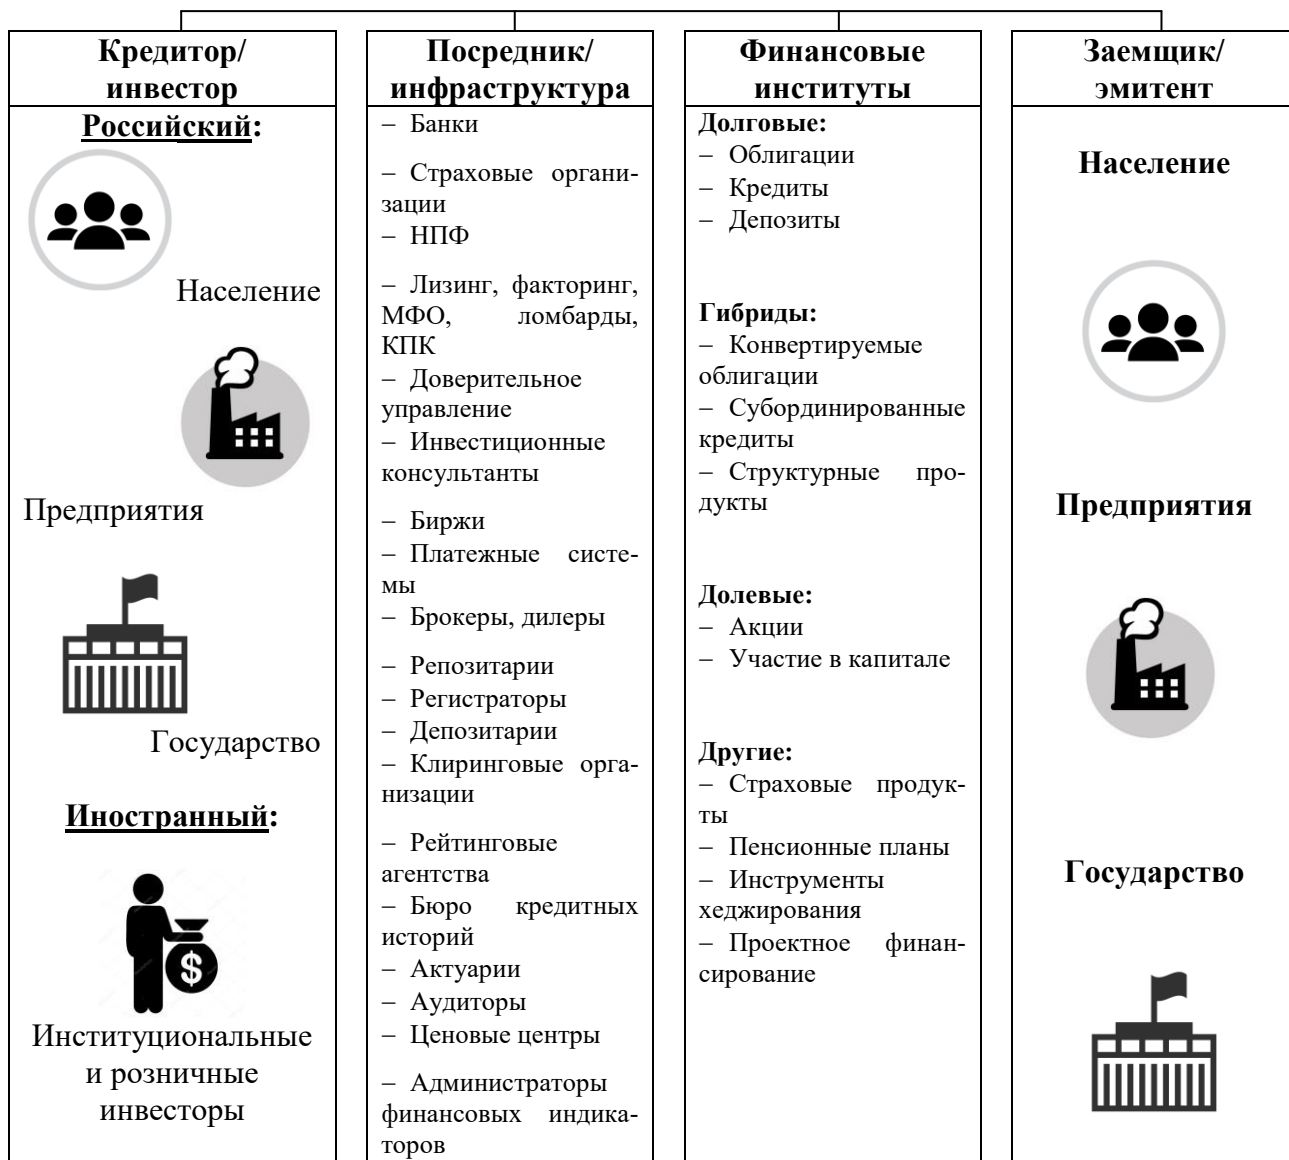 Кредитор/
инвестор
Российский:
Население
Предприятия
Государство
Иностранный:
Институциональные
и розничные
инвесторы
Посредник/
инфраструктура
– Банки
– Страховые органи-
зации
– НПФ
– Лизинг, факторинг,
МФО, ломбарды,
КПК
– Доверительное
управление
– Инвестиционные
консультанты
– Биржи
– Платежные систе-
мы
– Брокеры, дилеры
– Репозитарии
– Регистраторы
– Депозитарии
– Клиринговые орга-
низации
– Рейтинговые
агентства
– Бюро кредитных
историй
– Актуарии
– Аудиторы
– Ценовые центры
– Администраторы
финансовых индика-
торов
Финансовые
институты
Долговые:
– Облигации
– Кредиты
– Депозиты
Гибриды:
– Конвертируемые
облигации
– Субординированные
кредиты
– Структурные про-
дукты
Долевые:
– Акции
– Участие в капитале
Другие:
– Страховые продук-
ты
– Пенсионные планы
– Инструменты
хеджирования
– Проектное финан-
сирование
Заемщик/
эмитент
Население
Предприятия
Государство